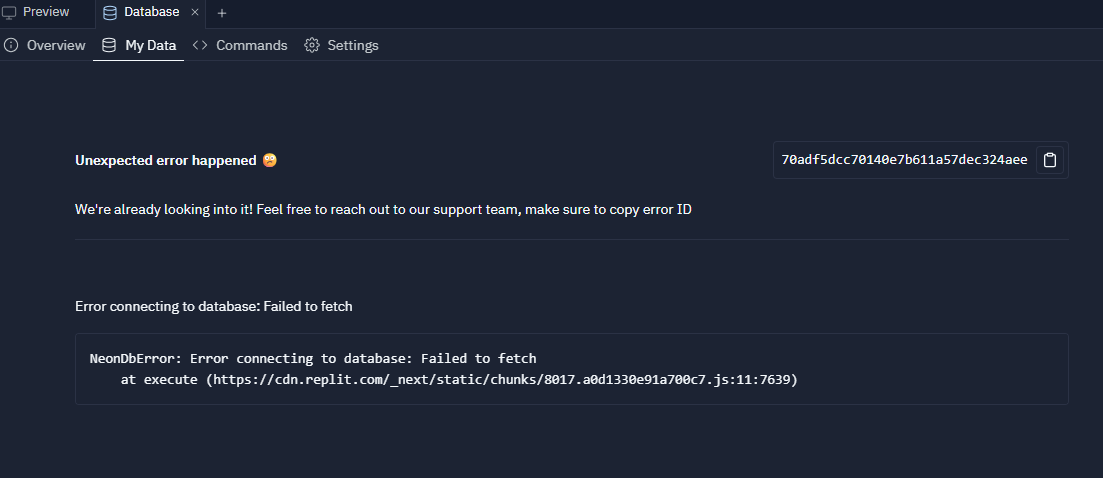 Preview
Database
Overview My Data Commands Settings
Unexpected error happened 🫤
70adf5dcc70140e7b611a57dec324aee
We're already looking into it! Feel free to reach out to our support team, make sure to copy error ID
Error connecting to database: Failed to fetch
NeonDbError: Error connecting to database: Failed to fetch
at execute (https://cdn.replit.com/_next/static/chunks/8017.a0d1330e91a700c7.js:11:7639)